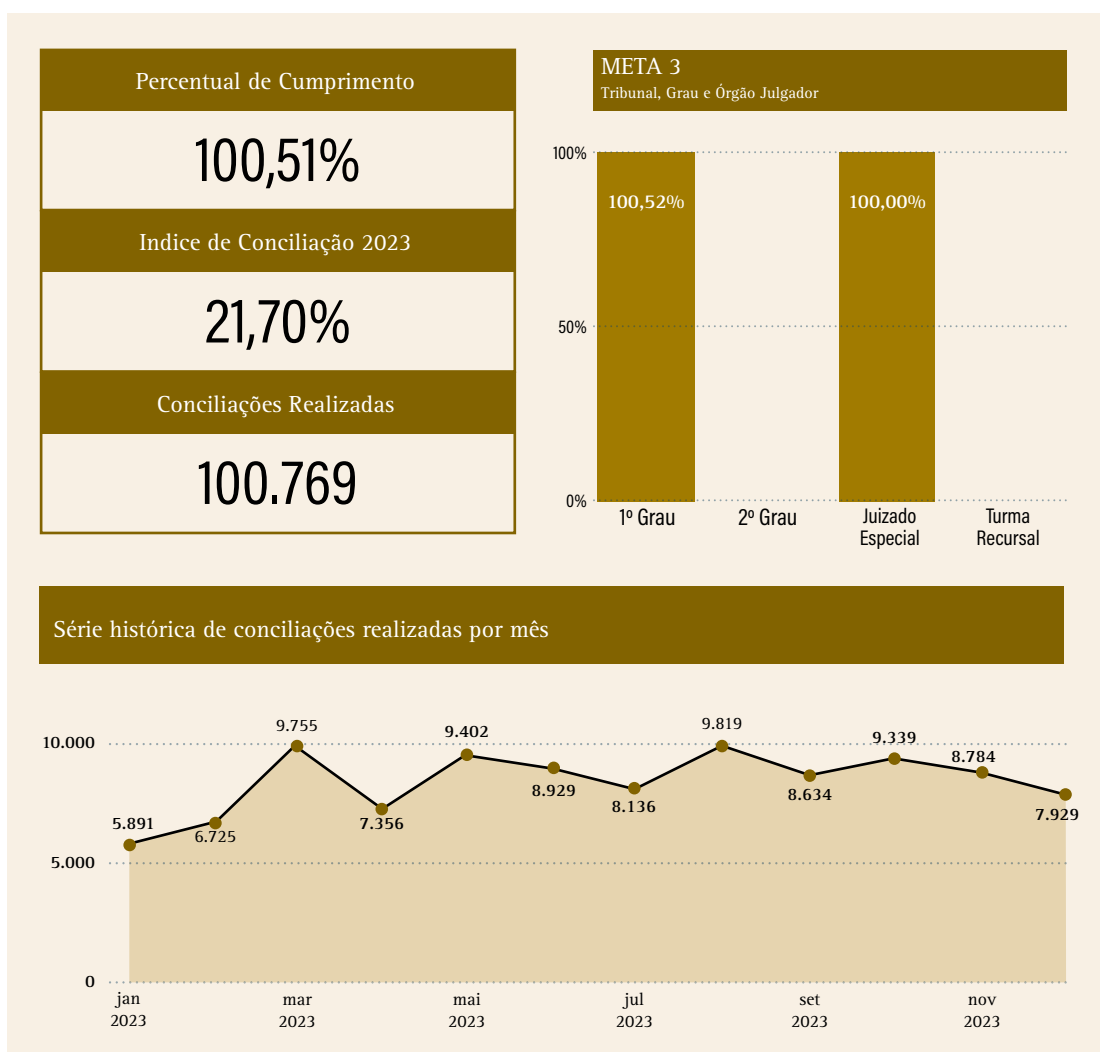 Percentual de Cumprimento
100,51%
Indice de Conciliação 2023
21,70%
Conciliações Realizadas
100.769
META 3
Tribunal, Grau e Órgão Julgador
100%
100,52%
100,00%
50%
0%
1º Grau
2º Grau
Juizado
Especial
Turma
Recursal
Série histórica de conciliações realizadas por mês
10.000
5.000
0
5.891
6.725
9.755
7.356
9.402
8.929
8.136
9.819
8.634
9.339
8.784
7.929
jan
2023
mar
2023
mai
2023
jul
2023
set
2023
nov
2023